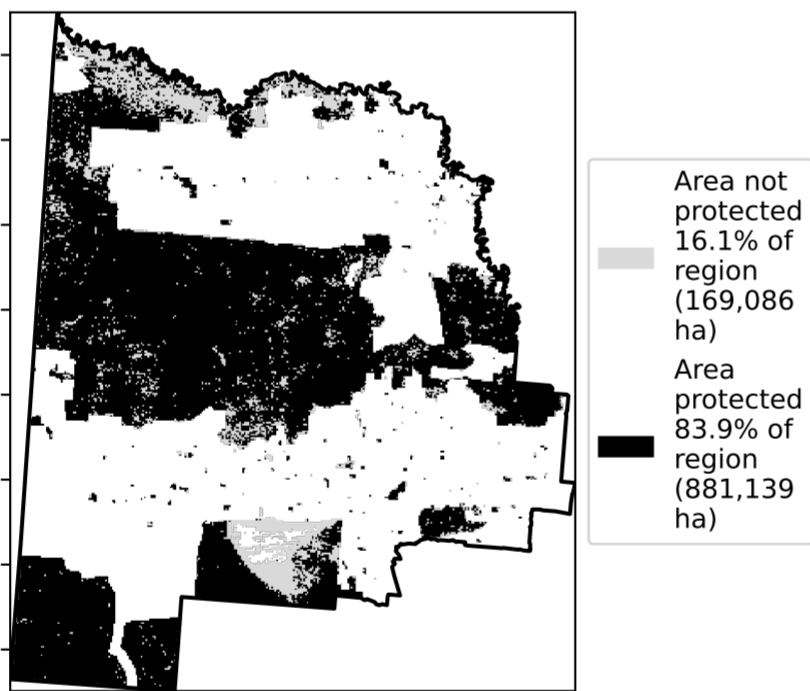 Area not
protected
16.1% of
region
(169,086
ha)
Area
protected
83.9% of
region
(881,139
ha)